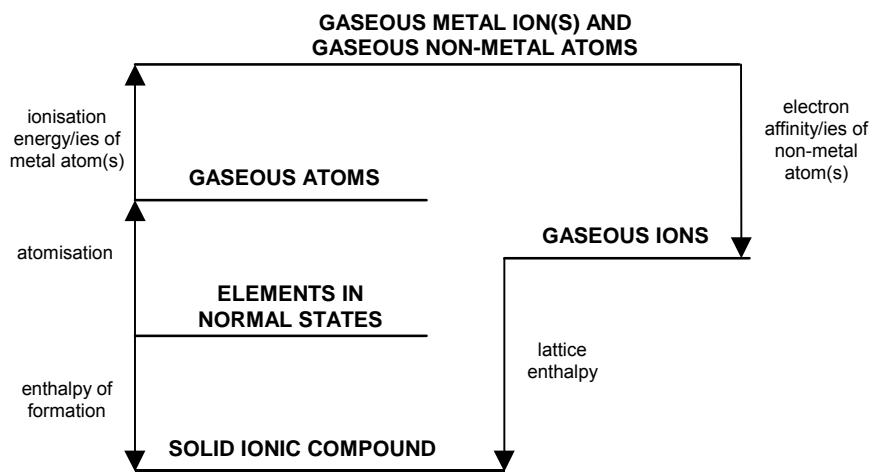 GASEOUS METAL ION(S) AND
GASEOUS NON-METAL ATOMS
ionisation
energy/ies of
metal atom(s)
electron
affinity/ies of
non-metal
atom(s)
GASEOUS ATOMS
GASEOUS IONS
atomisation
ELEMENTS IN
NORMAL STATES
lattice
enthalpy
enthalpy of
formation
SOLID IONIC COMPOUND